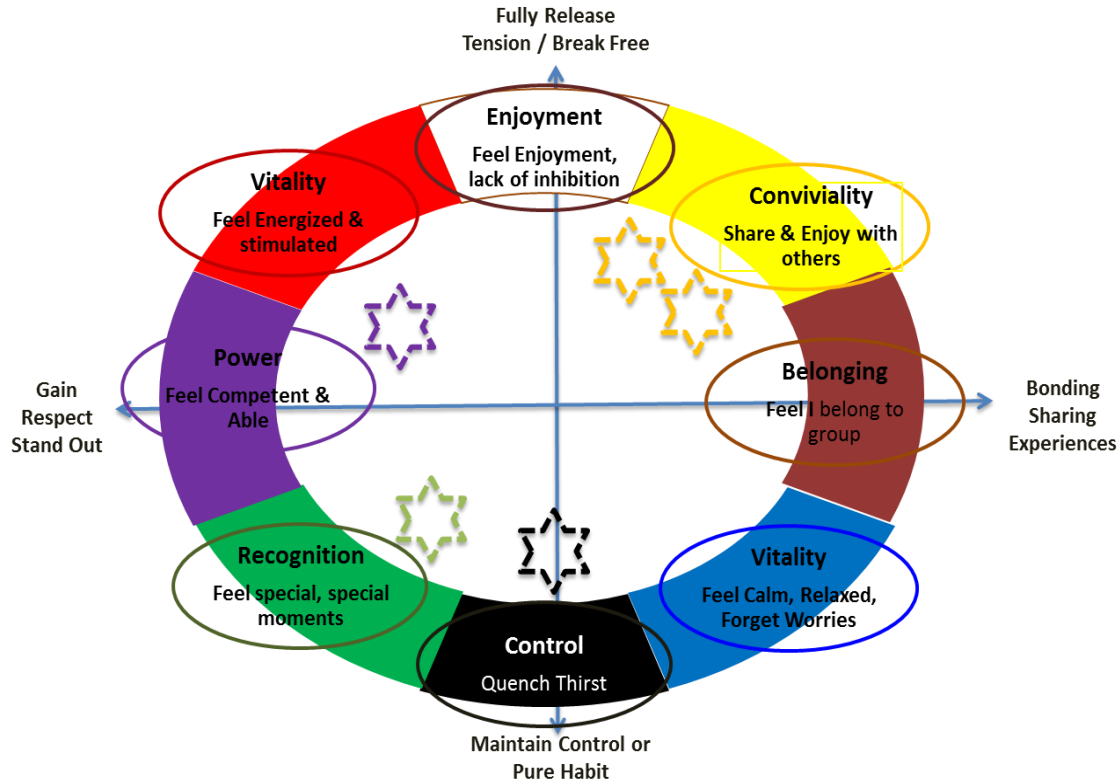 Fully Release
Tension / Break Free
Enjoyment
Feel Enjoyment,
lack of inhibition
Vitality
Feel Energized &
stimulated
Conviviality
Share & Enjoy with
others
Power
Feel Competent &
Able
Belonging
Feel I belong to
group
Gain
Respect
Stand Out
Bonding
Sharing
Experiences
Recognition
Feel special, special
moments
Vitality
Feel Calm, Relaxed,
Forget Worries
Control
Quench Thirst
Maintain Control or
Pure Habit